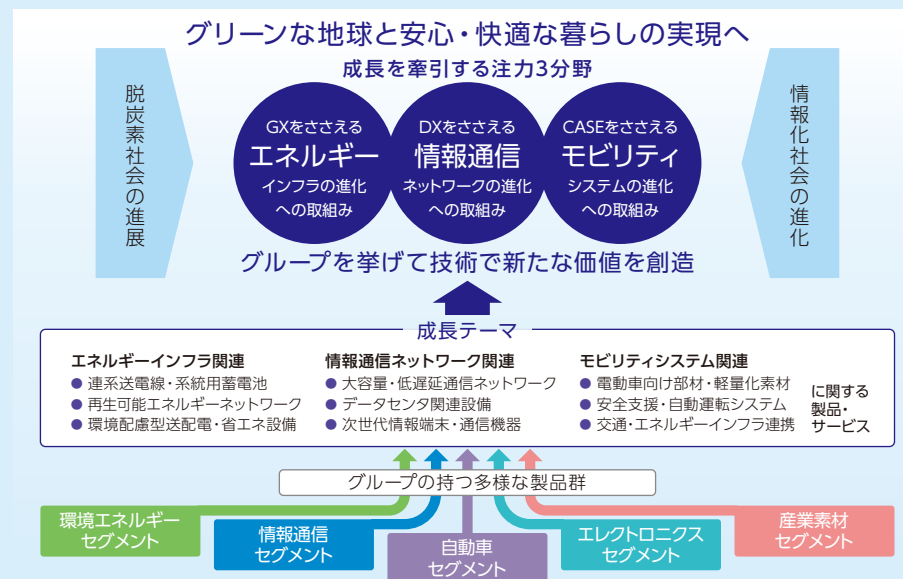 グリーンな地球と安心・快適な暮らしの実現へ
成長を牽引する注力3分野
脱炭素社会の進展
GXをささえる
エネルギー
インフラの進化
への取組み
DXをささえる
情報通信
ネットワークの進化
への取組み
CASEをささえる
モビリティ
システムの進化
への取組み
情報化社会の進化
グループを挙げて技術で新たな価値を創造
成長テーマ
エネルギーインフラ関連
● 連系送電線・系統用蓄電池
● 再生可能エネルギーネットワーク
● 環境配慮型送配電・省エネ設備
情報通信ネットワーク関連
● 大容量・低遅延通信ネットワーク
● データセンタ関連設備
● 次世代情報端末・通信機器
モビリティシステム関連
● 電動車向け部材・軽量化素材
● 安全支援・自動運転システム
● 交通・エネルギーインフラ連携
に関する
製品・
サービス
グループの持つ多様な製品群
環境エネルギー
セグメント
情報通信
セグメント
自動車
セグメント
エレクトロニクス
セグメント
産業素材
セグメント